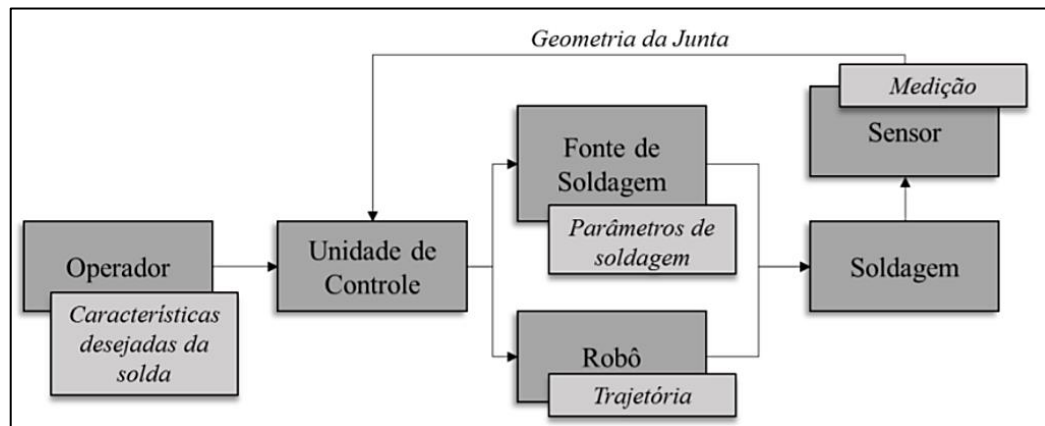 Geometria da Junta
Medição
Sensor
Fonte de
Soldagem
Parâmetros de
soldagem
Operador
Características
desejadas da
solda
Unidade de
Controle
Soldagem
Robô
Trajetória